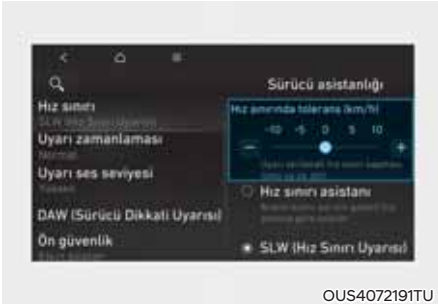 Sürücü asistanlığı
Hız sınırı
SLW (Hız Sınırı Uyarısı)
Uyarı zamanlaması
Normal
Uyarı ses seviyesi
Yüksek
DAW (Sürücü Dikkati Uyarısı)
Ön güvenlik
Hız sınırında tolerans (km/h)
-10 -5 0 5 10
Hız sınırı asistanı
SLW (Hız Sınırı Uyarısı)
OUS4072191TU